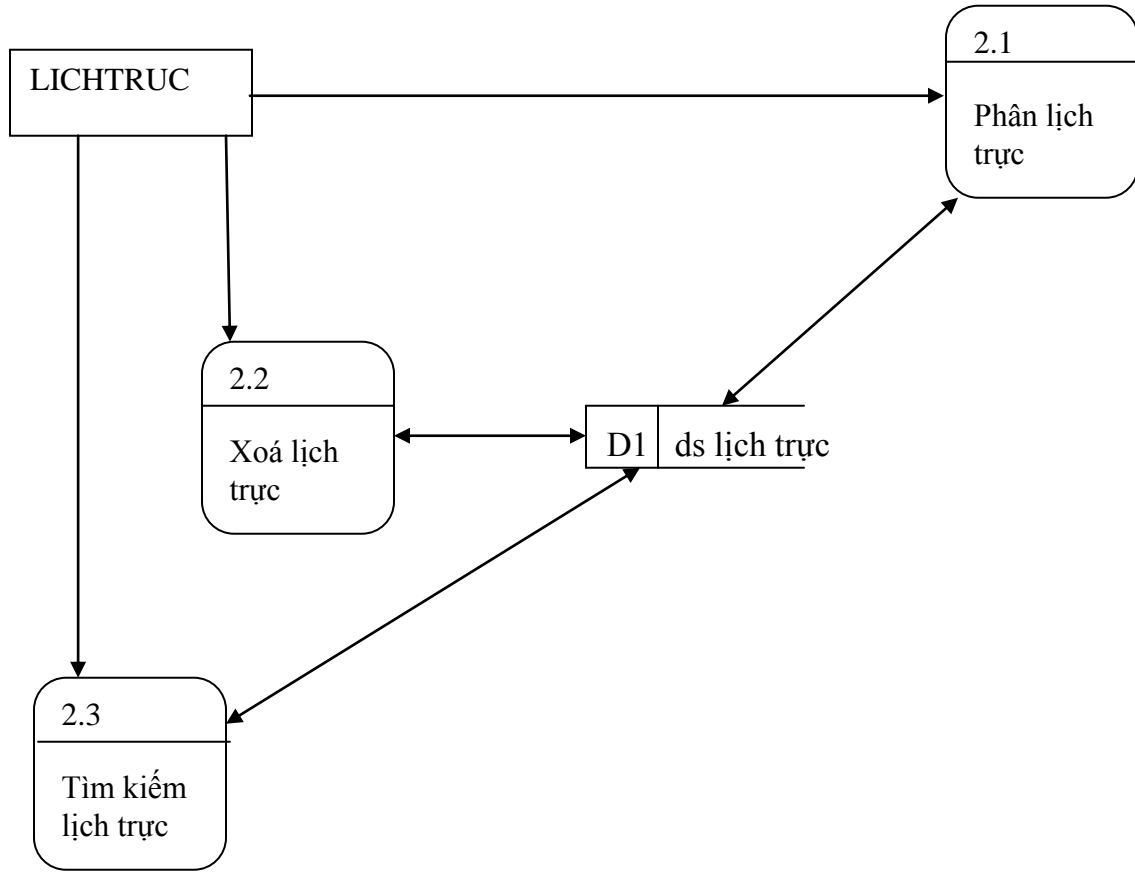 2.1
LICHTRUC
Phân lịch
trực
2.2
Xoá lịch
trực
D1 ds lịch trực
2.3
Tìm kiếm
lịch trực